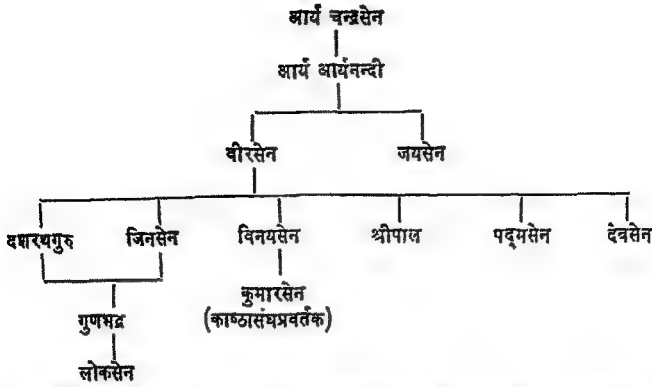 आर्य चन्द्रसेन
आर्य आर्यनन्दी
वीरसेन जयसेन
दशरथगुरु जिनसेन विनयसेन श्रीपाल पद्मसेन देवसेन
कुमारसेन
(काष्ठासंघप्रवर्तक)
गुणभद्र
लोकसेन